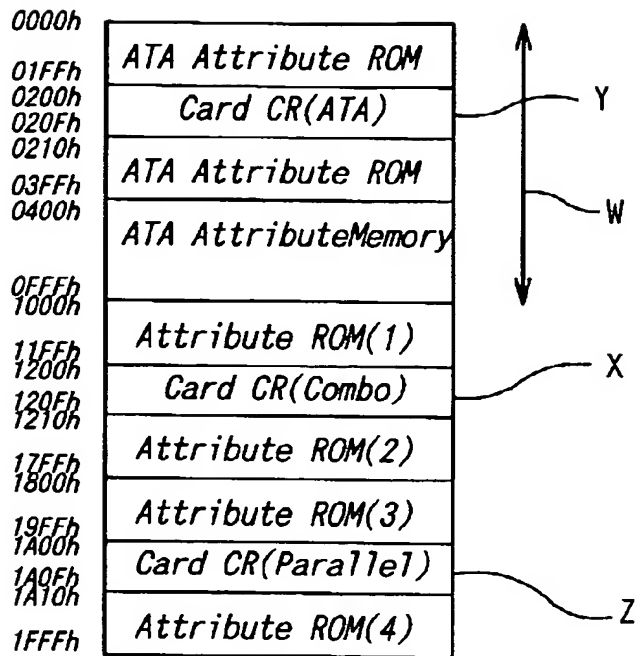 0000h
ATA Attribute ROM
01FFh
0200h
Card CR(ATA)
Y
020Fh
0210h
ATA Attribute ROM
03FFh
W
0400h
ATA AttributeMemory
0FFFh
1000h
Attribute ROM(1)
11FFh
1200h
X
Card CR(Combo)
120Fh
1210h
Attribute ROM(2)
17FFh
1800h
Attribute ROM(3)
19FFh
1A00h
Card CR(Parallel)
1A0Fh
1A10h
Z
Attribute ROM(4)
1FFFh